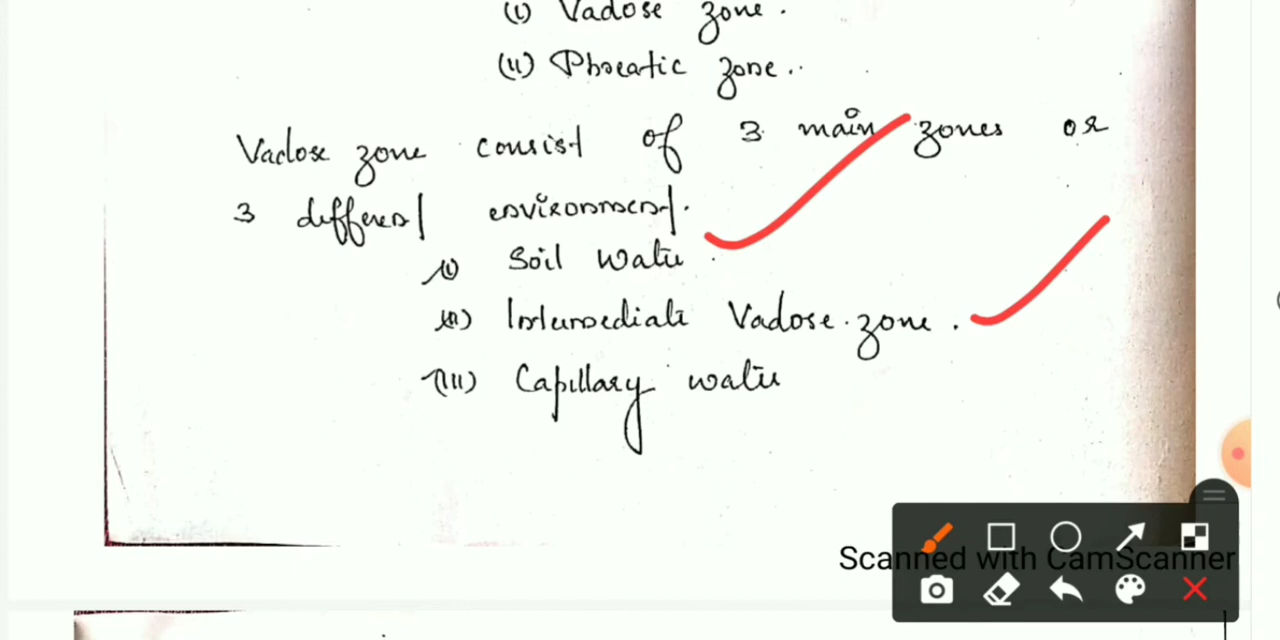 (i) Vadose zone.
(ii) Phreatic zone..
Vadose zone consist of 3 main zones or
3 different environment.
(i) Soil water.
(ii) Intermediate Vadose zone.
(iii) Capillary water
Scanned with CamScanner